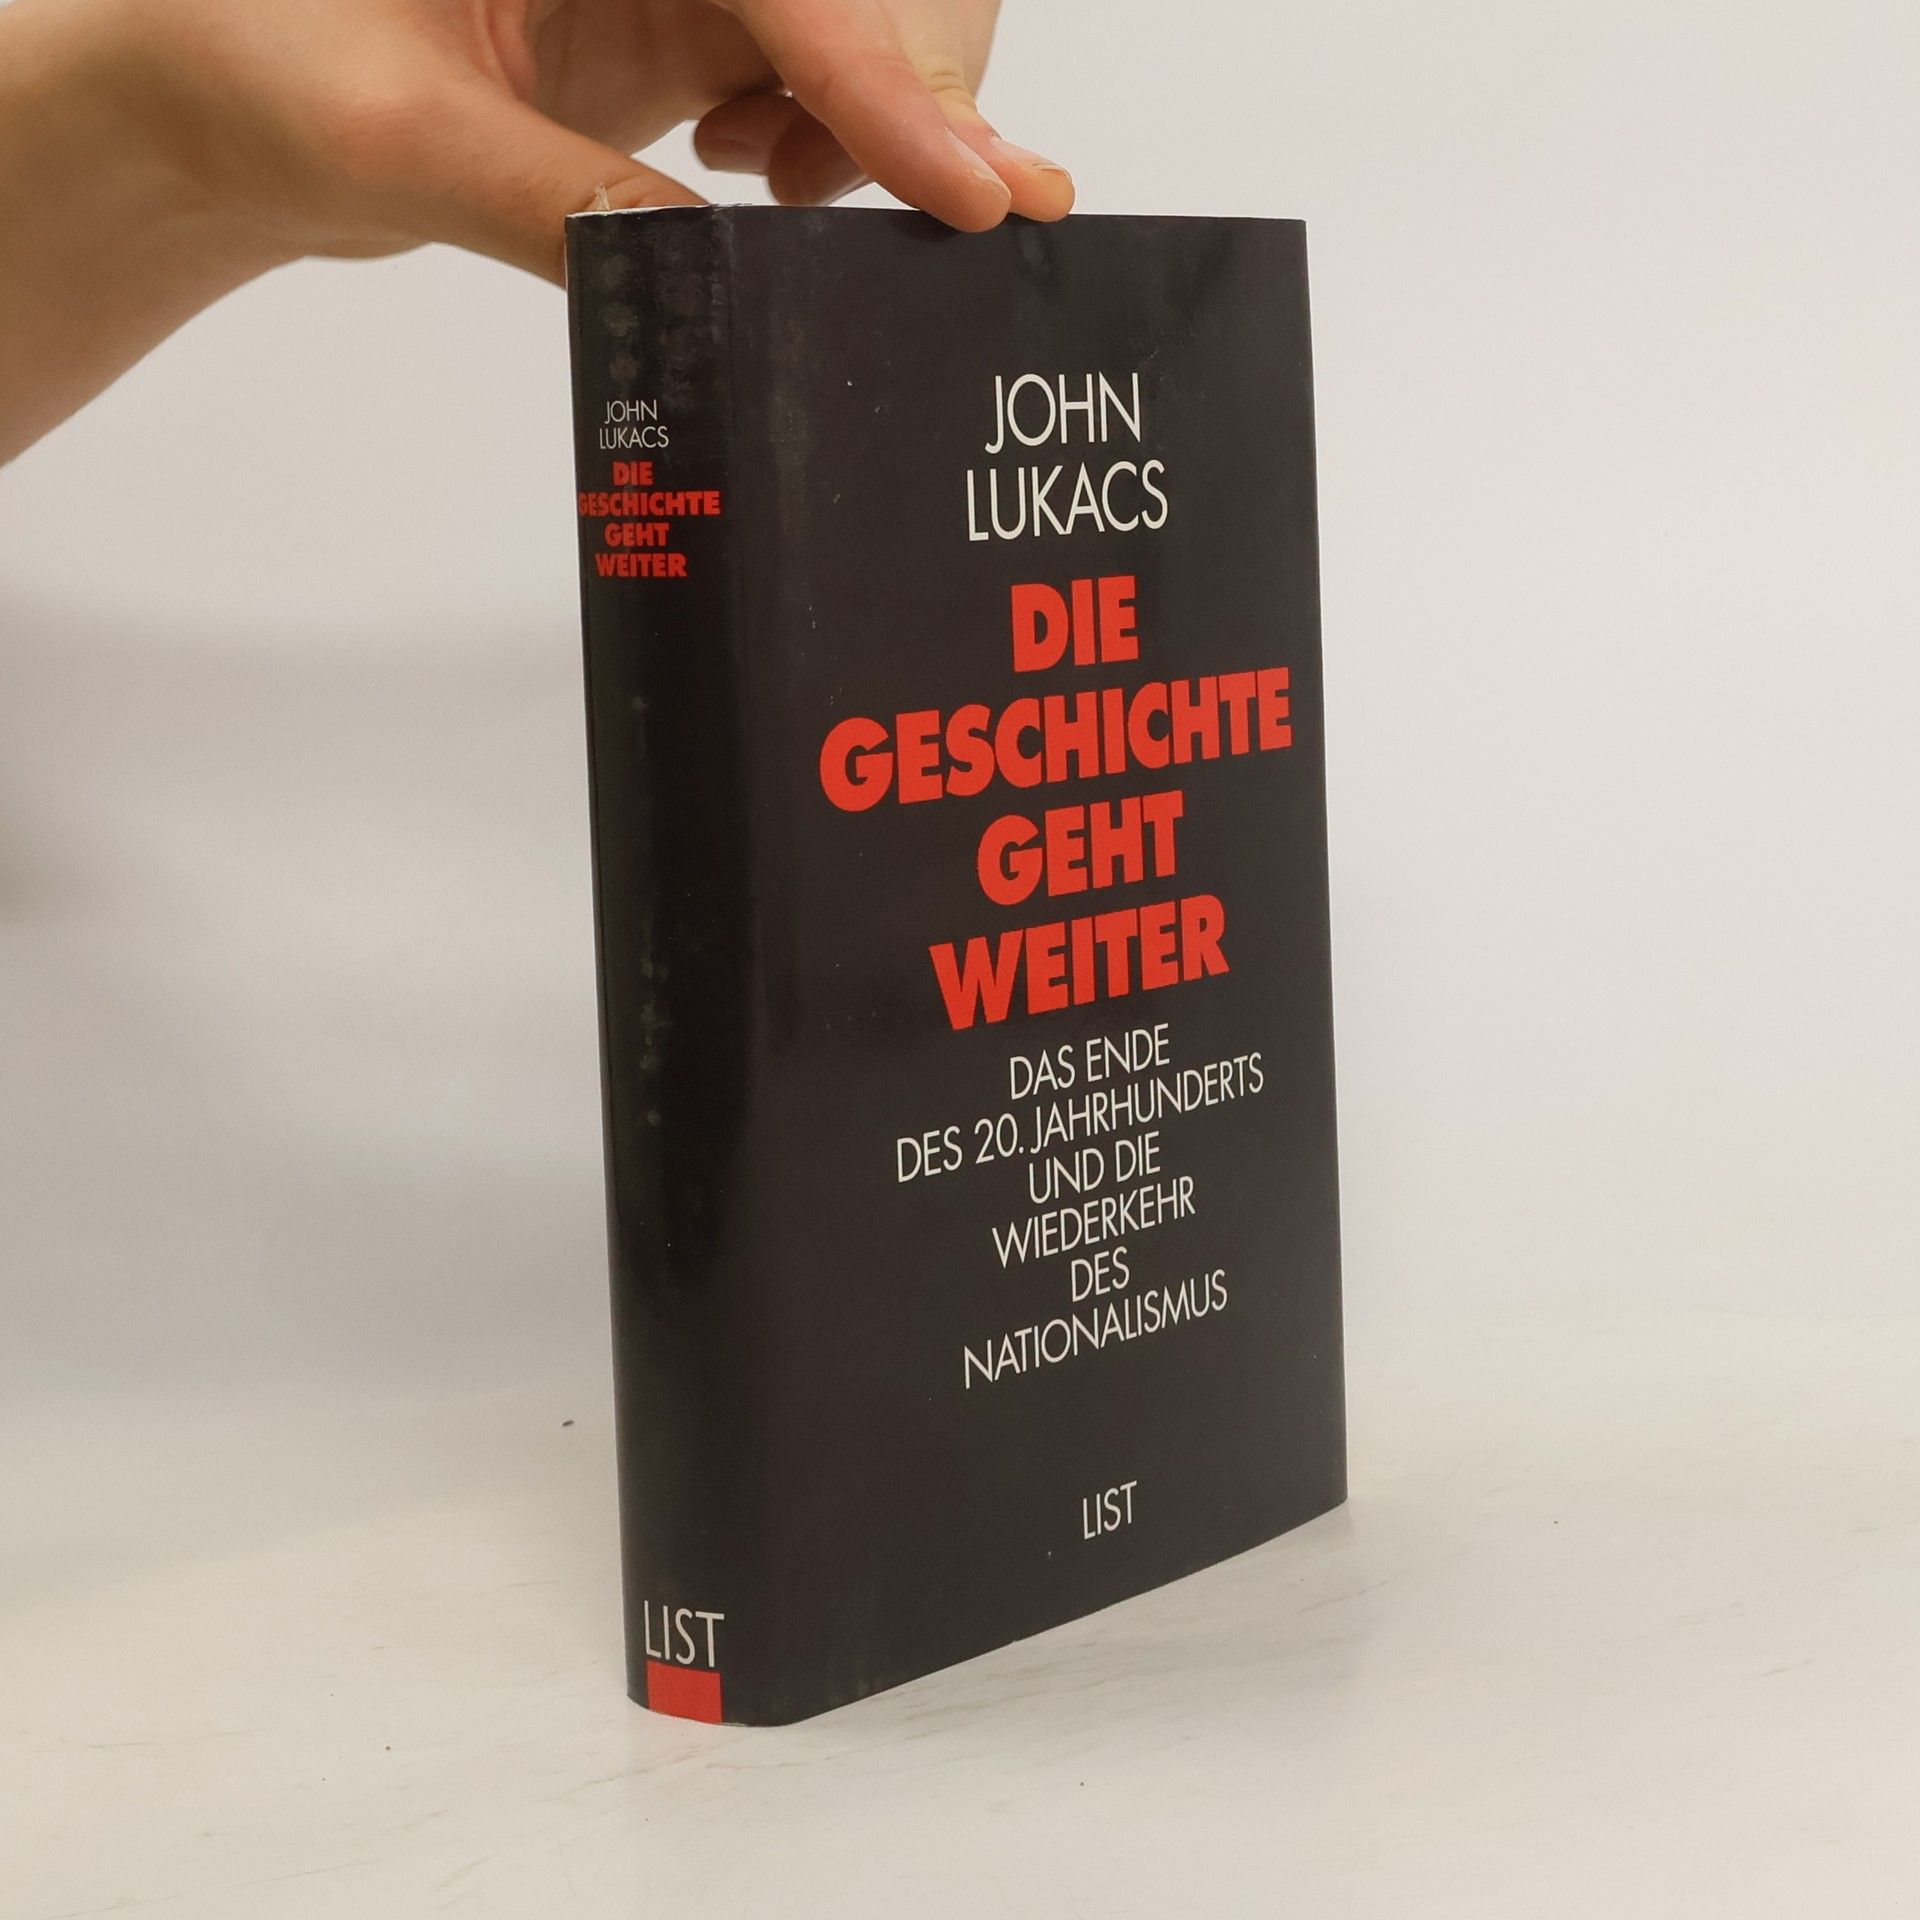 JOHN
LUKACS
DIE
GESCHICHTE
GEHT
WEITER
LIST
JOHN
LUKACS
DIE
GESCHICHTE
GEHT
WEITER
DAS ENDE
DES 20. JAHRHUNDERTS
UND DIE
WIEDERKEHR
DES
NATIONALISMUS
LIST